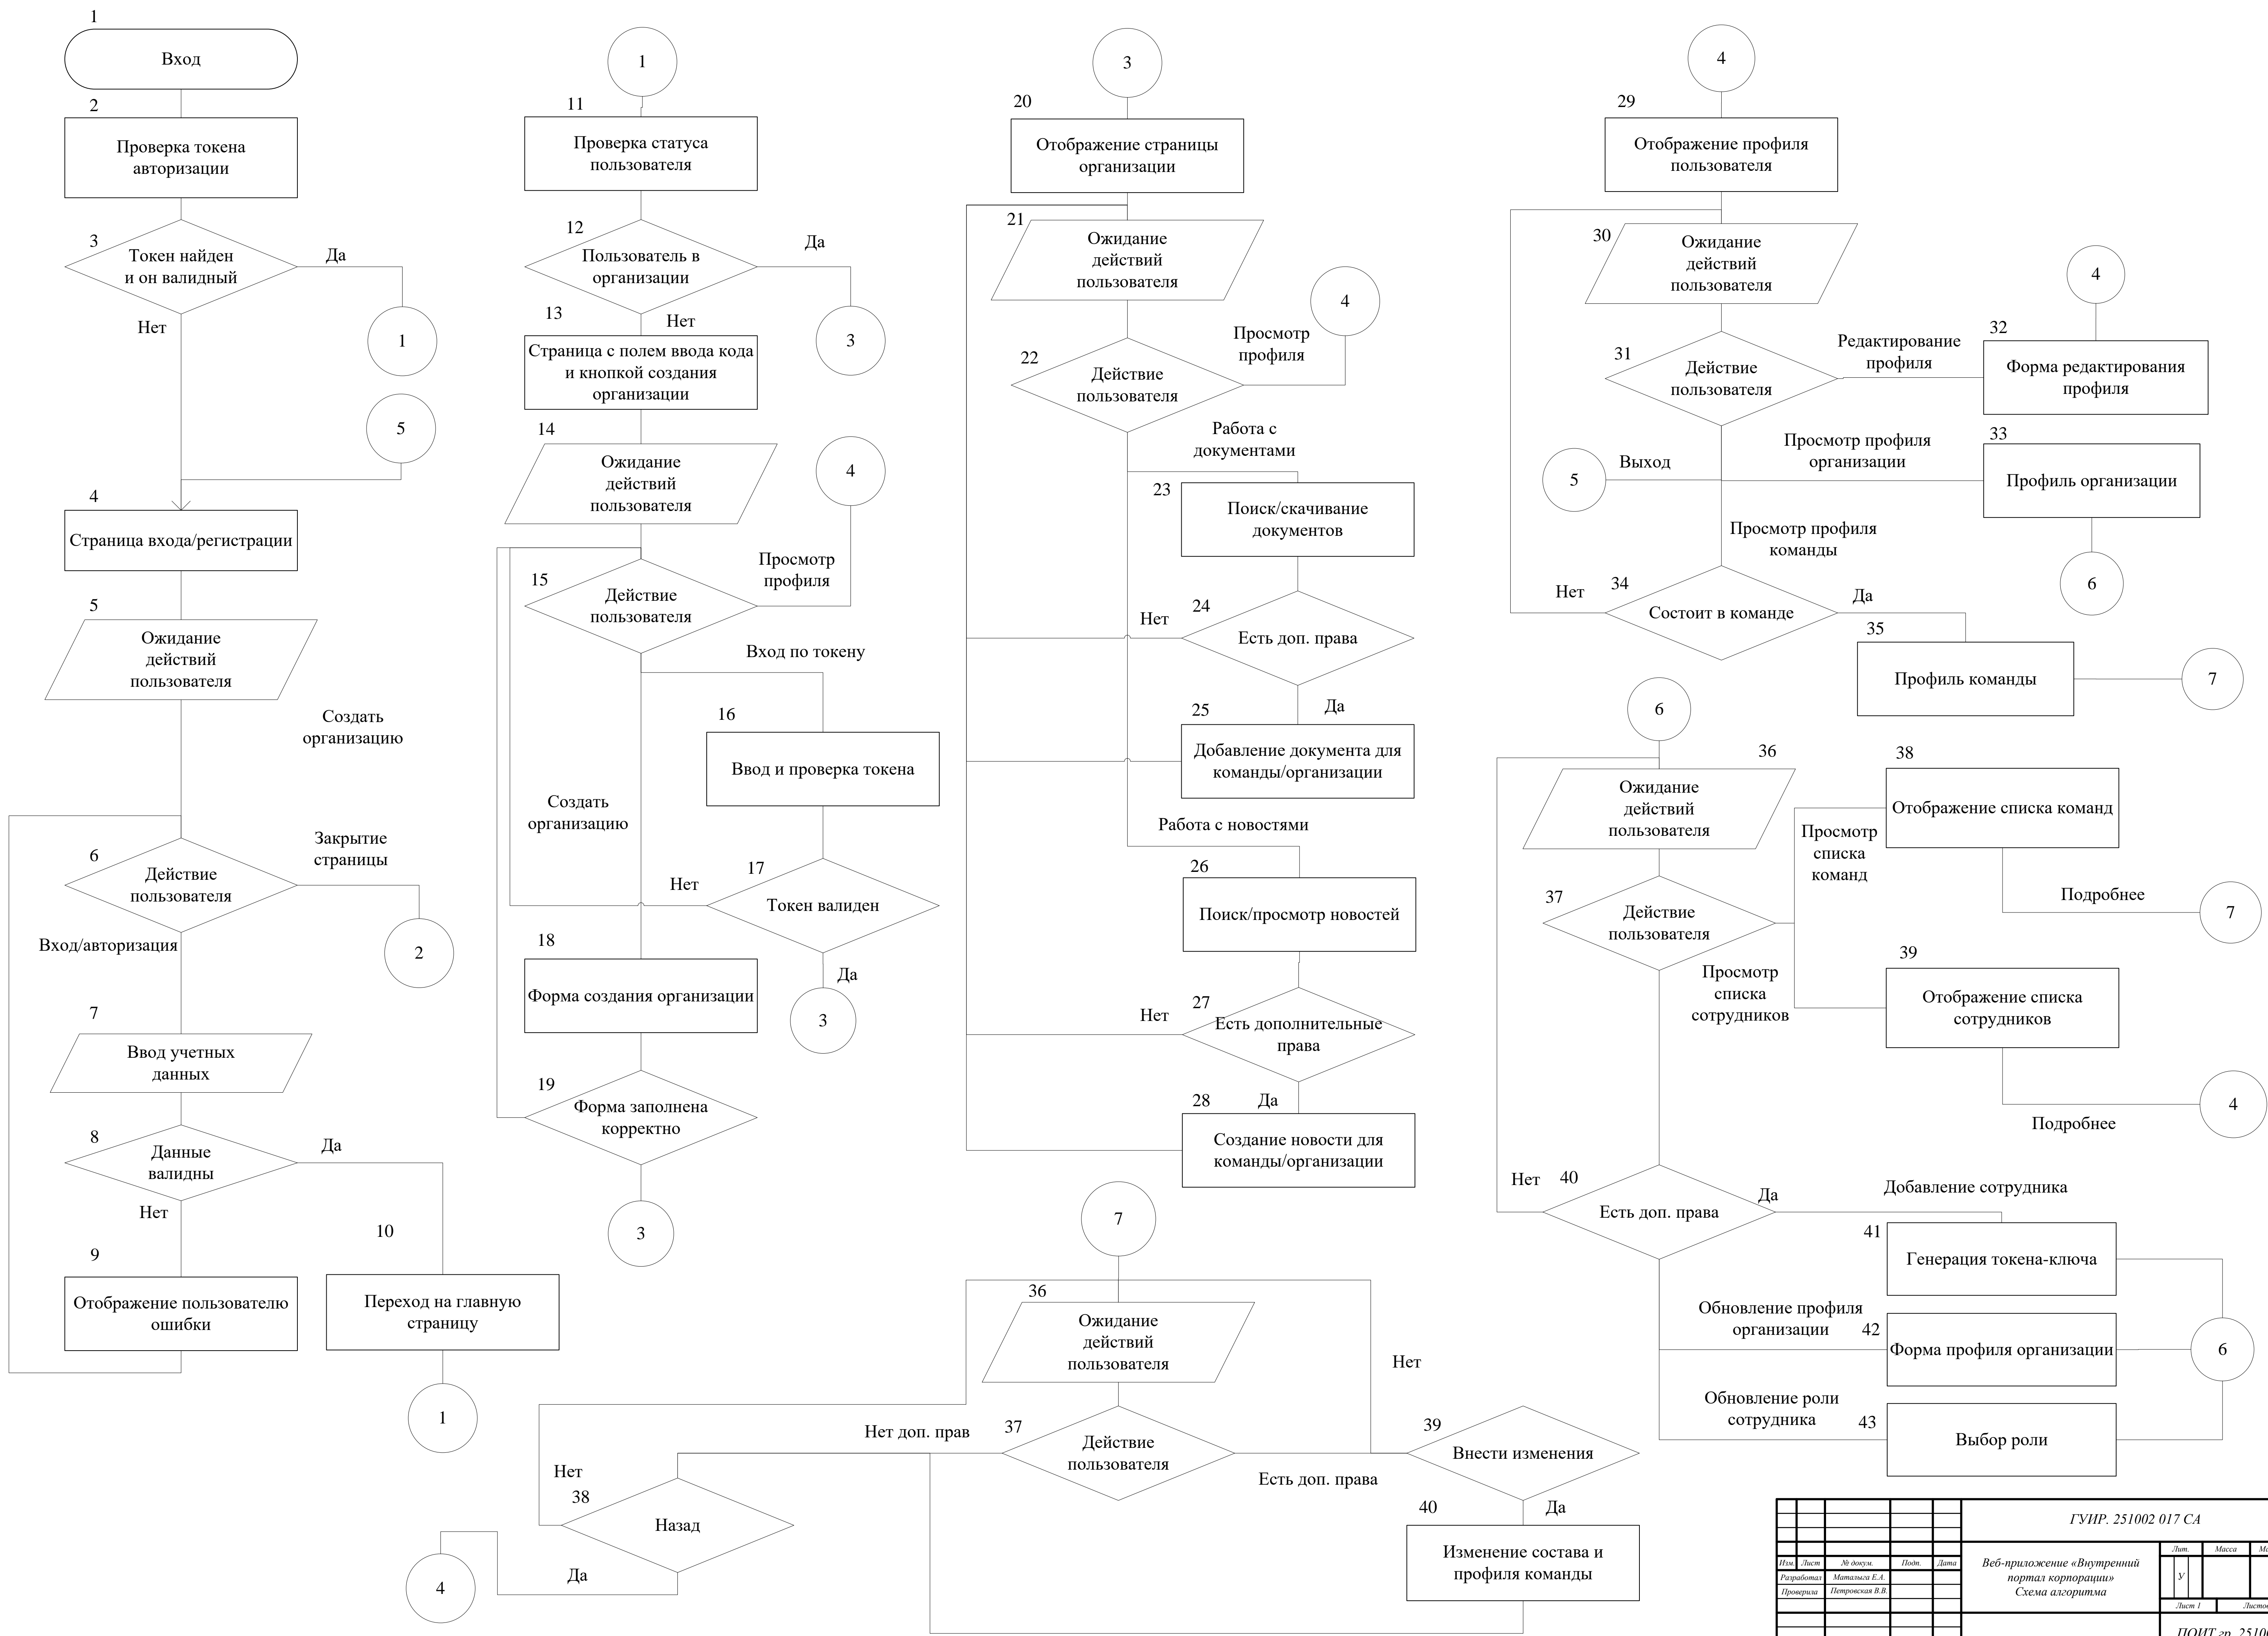 1
Вход
2
Проверка токена
авторизации
3
Токен найден
и он валидный
Да
Нет
1
5
4
Страница входа/регистрации
5
Ожидание
действий
пользователя
Создать
организацию
6
Действие
пользователя
Закрытие
страницы
2
Вход/авторизация
7
Ввод учетных
данных
8
Данные
валидны
Да
Нет
9
Отображение пользователю
ошибки
10
Переход на главную
страницу
1
1
11
Проверка статуса
пользователя
12
Пользователь в
организации
Да
3
Нет
13
Страница с полем ввода кода
и кнопкой создания
организации
14
Ожидание
действий
пользователя
4
15
Действие
пользователя
Просмотр
профиля
Вход по токену
16
Ввод и проверка токена
Создать
организацию
17
Токен валиден
Нет
Да
3
18
Форма создания организации
19
Форма заполнена
корректно
3
3
20
Отображение страницы
организации
21
Ожидание
действий
пользователя
4
22
Действие
пользователя
Просмотр
профиля
Работа с
документами
23
Поиск/скачивание
документов
24
Есть доп. права
Нет
Да
25
Добавление документа для
команды/организации
Работа с новостями
26
Поиск/просмотр новостей
27
Есть дополнительные
права
Нет
Да
28
Создание новости для
команды/организации
7
36
Ожидание
действий
пользователя
37
Действие
пользователя
Нет доп. прав
Есть доп. права
Нет
38
Назад
Нет
Да
4
39
Внести изменения
Да
40
Изменение состава и
профиля команды
4
29
Отображение профиля
пользователя
30
Ожидание
действий
пользователя
31
Действие
пользователя
Редактирование
профиля
4
32
Форма редактирования
профиля
Выход
5
Просмотр профиля
организации
33
Профиль организации
6
Просмотр профиля
команды
34
Состоит в команде
Нет
Да
35
Профиль команды
7
6
36
Ожидание
действий
пользователя
37
Действие
пользователя
Просмотр
списка
команд
38
Отображение списка команд
Подробнее
7
Просмотр
списка
сотрудников
39
Отображение списка
сотрудников
Подробнее
4
40
Есть доп. права
Нет
Да
Добавление сотрудника
41
Генерация токена-ключа
Обновление профиля
организации
42
Форма профиля организации
6
Обновление роли
сотрудника
43
Выбор роли
ГУИР. 251002 017 СА
Изм. Лист № докум. Подп. Дата
Разработал Маталыга Е.А.
Проверила Петровская В.В.
Веб-приложение «Внутренний
портал корпорации»
Схема алгоритма
Лит. Масса
У
Лист 1
ПОИТ гр.